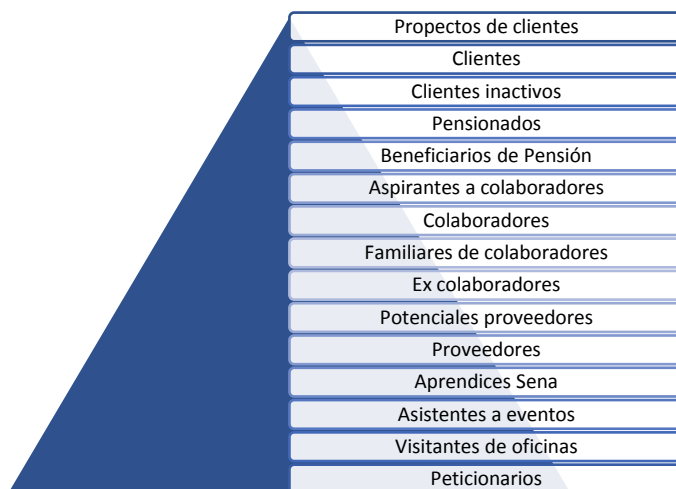 Propectos de clientes
Clientes
Clientes inactivos
Pensionados
Beneficiarios de Pensión
Aspirantes a colaboradores
Colaboradores
Familiares de colaboradores
Ex colaboradores
Potenciales proveedores
Proveedores
Aprendices Sena
Asistentes a eventos
Visitantes de oficinas
Peticionarios